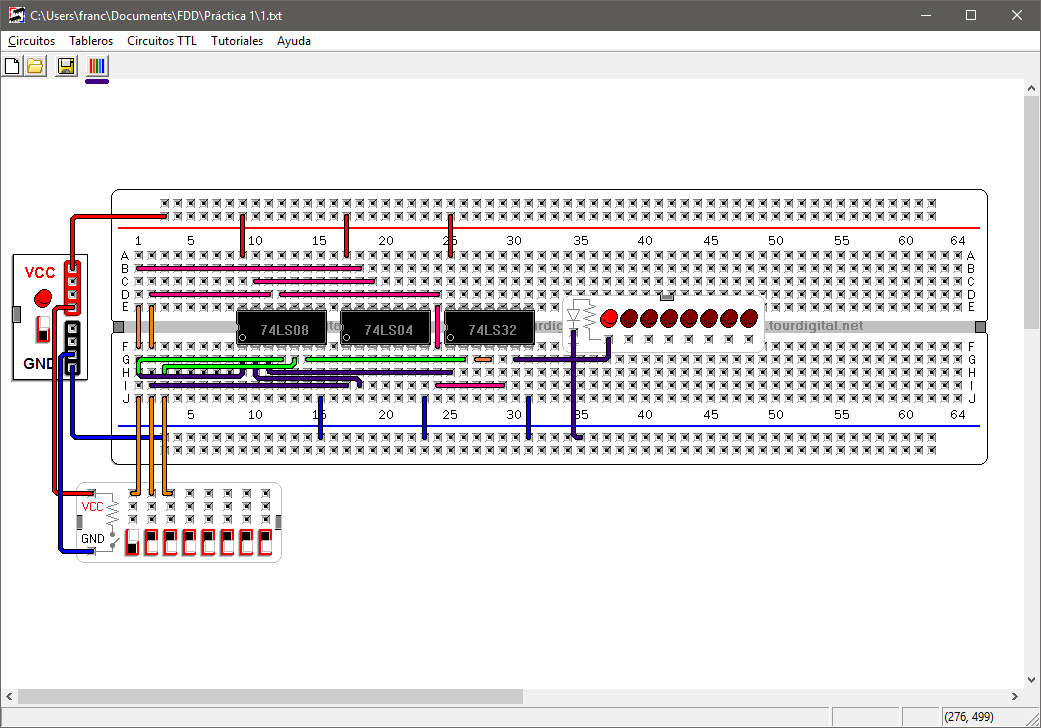 C:\Users\franc\Documents\FDD\Práctica 1\1.txt
Circuitos Tableros Circuitos TTL Tutoriales Ayuda
1 5 10 15 20 25 30 35 40 45 50 55 60 64
A A
B B
C C
D D
E E
VCC
GND
74LS08 74LS04 74LS32
tourdigital.net
F F
G G
H H
I I
J J
1 5 10 15 20 25 30 35 40 45 50 55 60 64
VCC
GND
(276, 499)